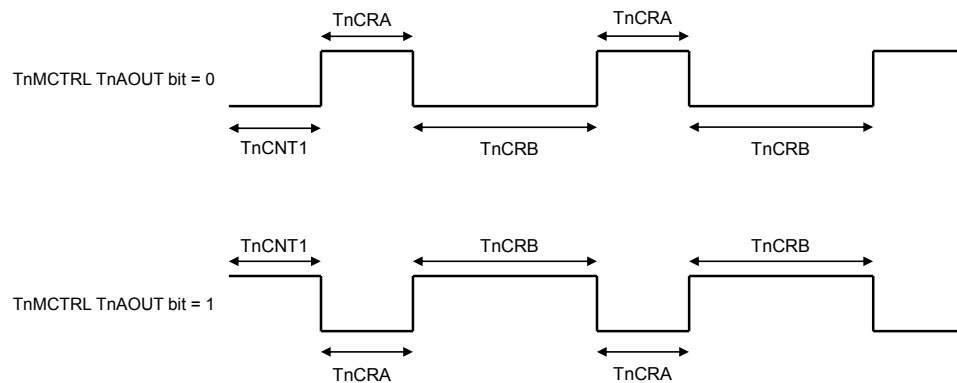 TnCRA TnCRA
TnMCTRL TnAOUT bit = 0
TnCNT1 TnCRB TnCRB
TnCNT1 TnCRB TnCRB
TnMCTRL TnAOUT bit = 1
TnCRA TnCRA